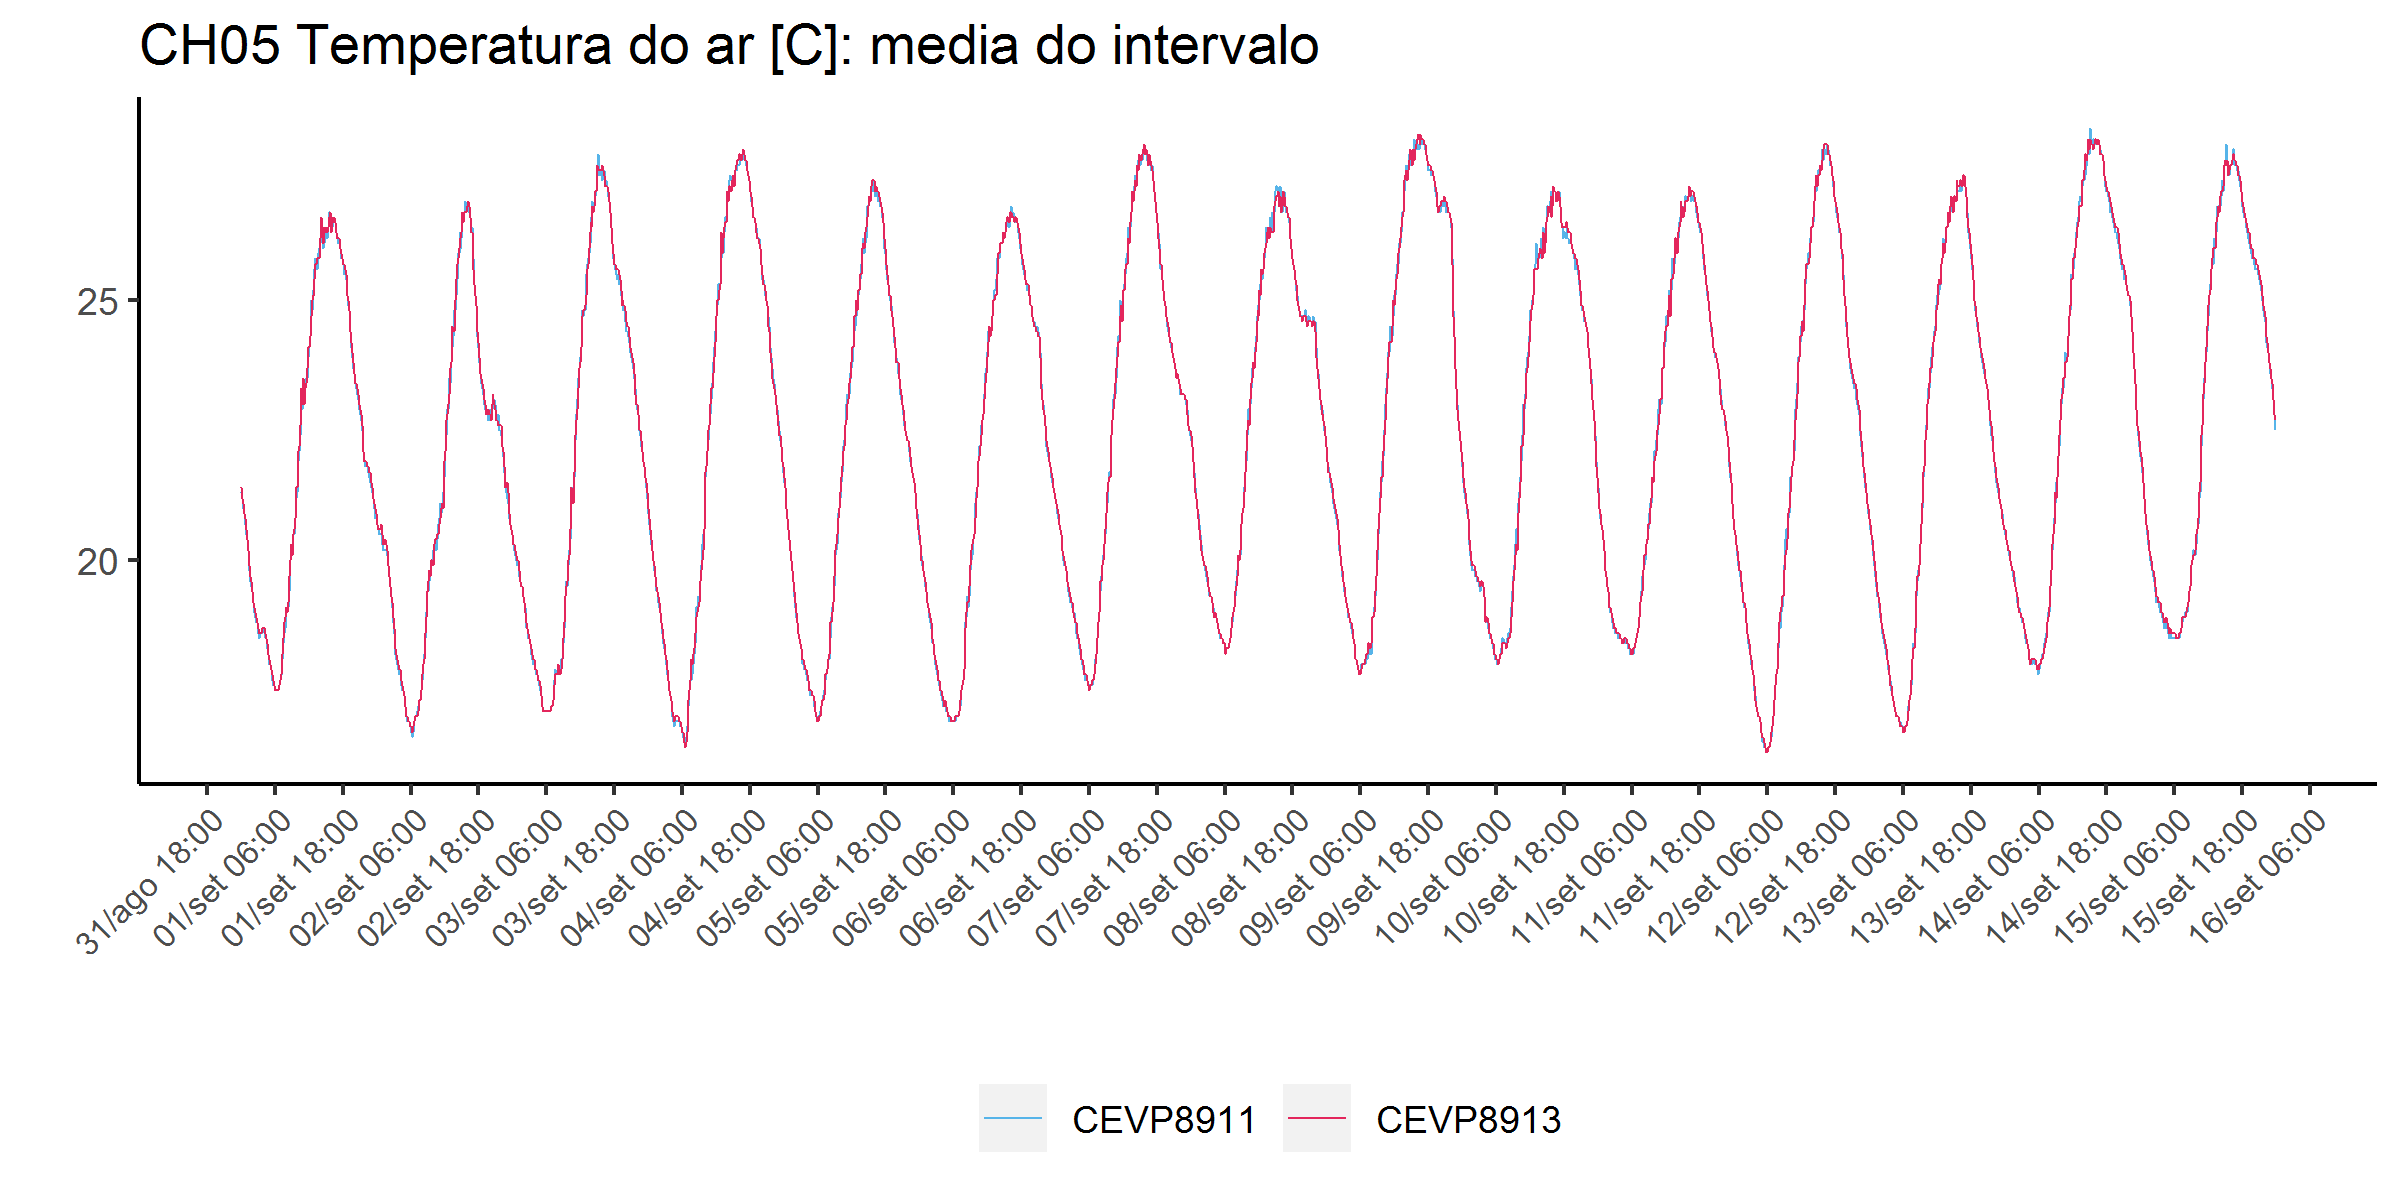 CH05 Temperatura do ar [C]: media do intervalo
25
20
31/ago 18:00
01/set 06:00
01/set 18:00
02/set 06:00
02/set 18:00
03/set 06:00
03/set 18:00
04/set 06:00
04/set 18:00
05/set 06:00
05/set 18:00
06/set 06:00
06/set 18:00
07/set 06:00
07/set 18:00
08/set 06:00
08/set 18:00
09/set 06:00
09/set 18:00
10/set 06:00
10/set 18:00
11/set 06:00
11/set 18:00
12/set 06:00
12/set 18:00
13/set 06:00
13/set 18:00
14/set 06:00
14/set 18:00
15/set 06:00
15/set 18:00
16/set 06:00
CEVP8911 CEVP8913